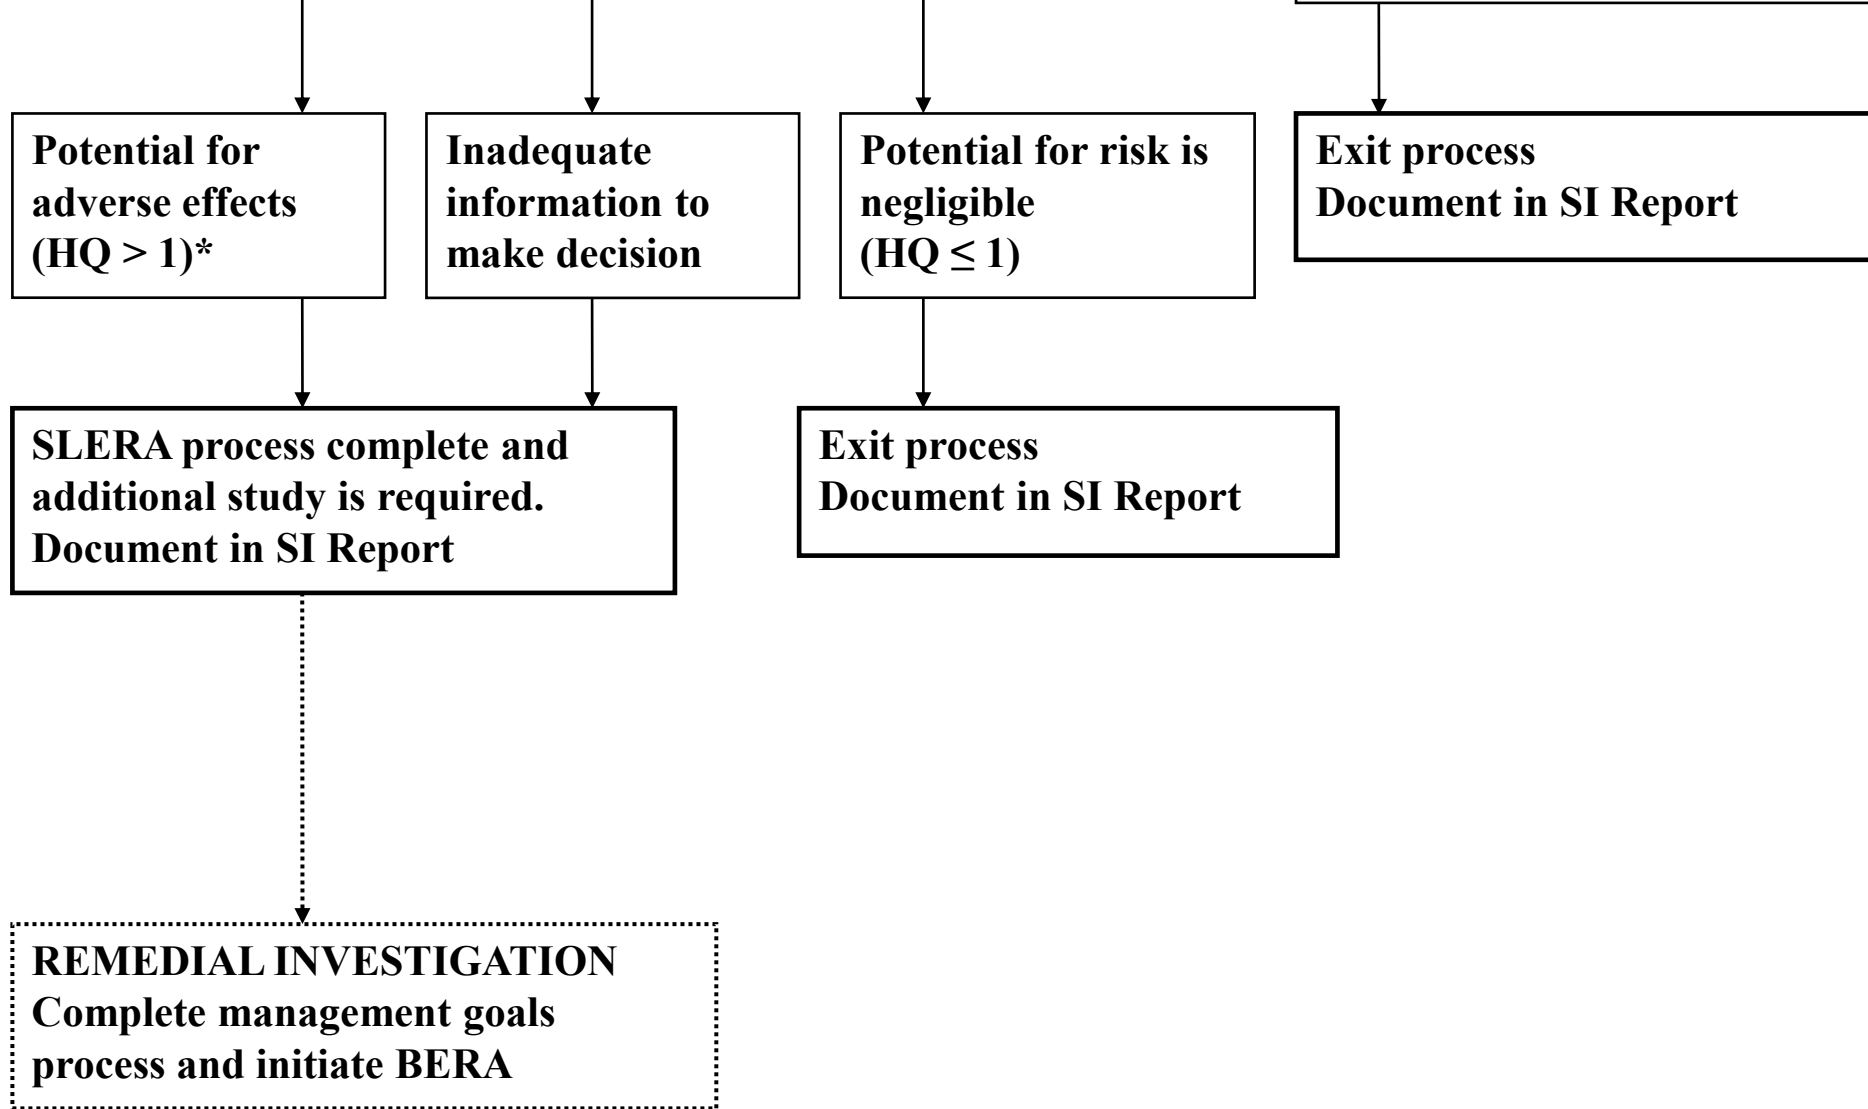 Potential for
adverse effects
(HQ > 1)*
Inadequate
information to
make decision
Potential for risk is
negligible
(HQ ≤ 1)
Exit process
Document in SI Report
SLERA process complete and
additional study is required.
Document in SI Report
Exit process
Document in SI Report
REMEDIAL INVESTIGATION
Complete management goals
process and initiate BERA